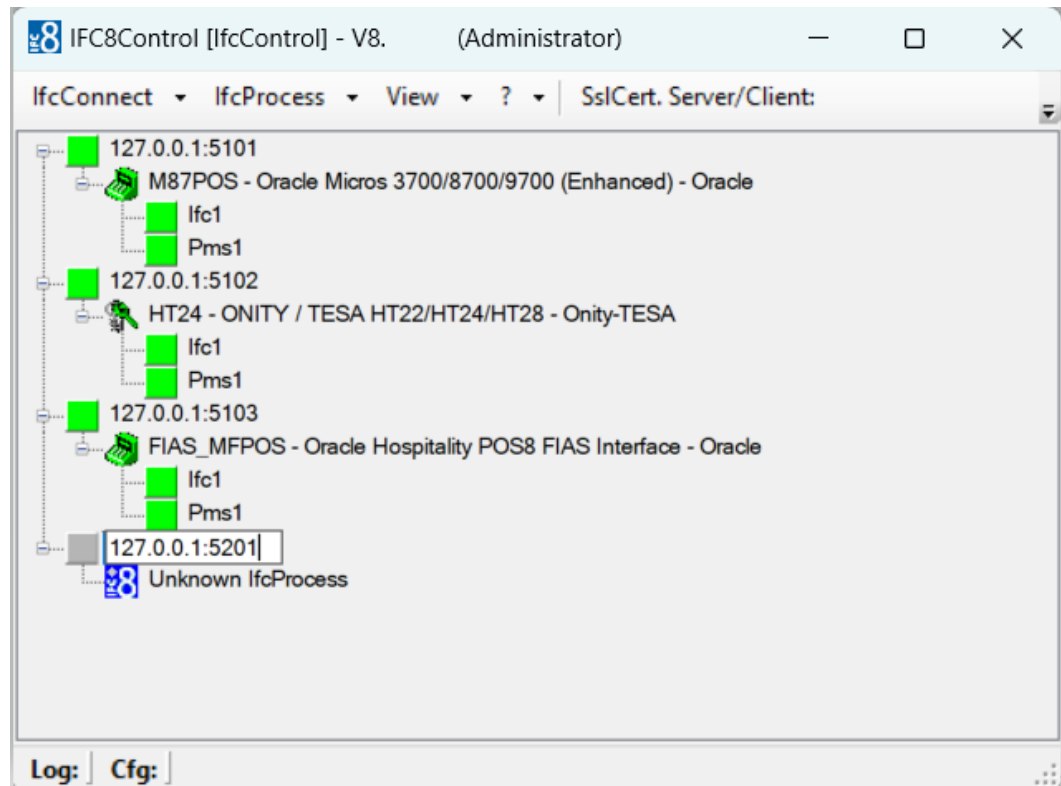 IFC8 IFC8Control [IfcControl] - V8. (Administrator)
IfcConnect IfcProcess View ? SslCert. Server/Client:
127.0.0.1:5101
M87POS - Oracle Micros 3700/8700/9700 (Enhanced) - Oracle
Ifc1
Pms1
127.0.0.1:5102
HT24 - ONITY / TESA HT22/HT24/HT28 - Onity-TESA
Ifc1
Pms1
127.0.0.1:5103
FIAS_MFPOS - Oracle Hospitality POS8 FIAS Interface - Oracle
Ifc1
Pms1
127.0.0.1:5201
IFC8 Unknown IfcProcess
Log: Cfg: